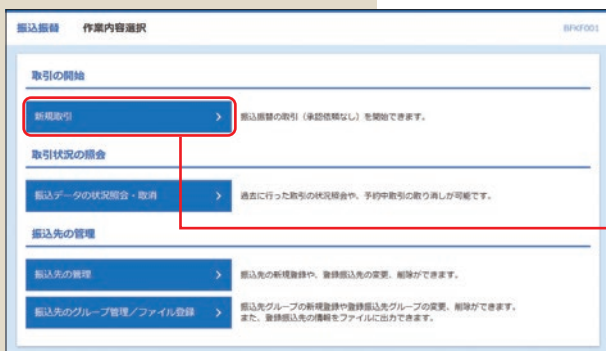 振込振替 作業内容選択 BFKF001
取引の開始
新規取引 > 振込振替の取引（承認依頼なし）を開始できます。
取引状況の照会
振込データの状況照会・取消 > 過去に行った取引の状況照会や、予約中取引の取り消しが可能です。
振込先の管理
振込先の管理 > 振込先の新規登録や、登録振込先の変更、削除ができます。
振込先のグループ管理／ファイル登録 > 振込先グループの新規登録や登録振込先グループの変更、削除ができます。
また、登録振込先の情報をファイルに出力できます。